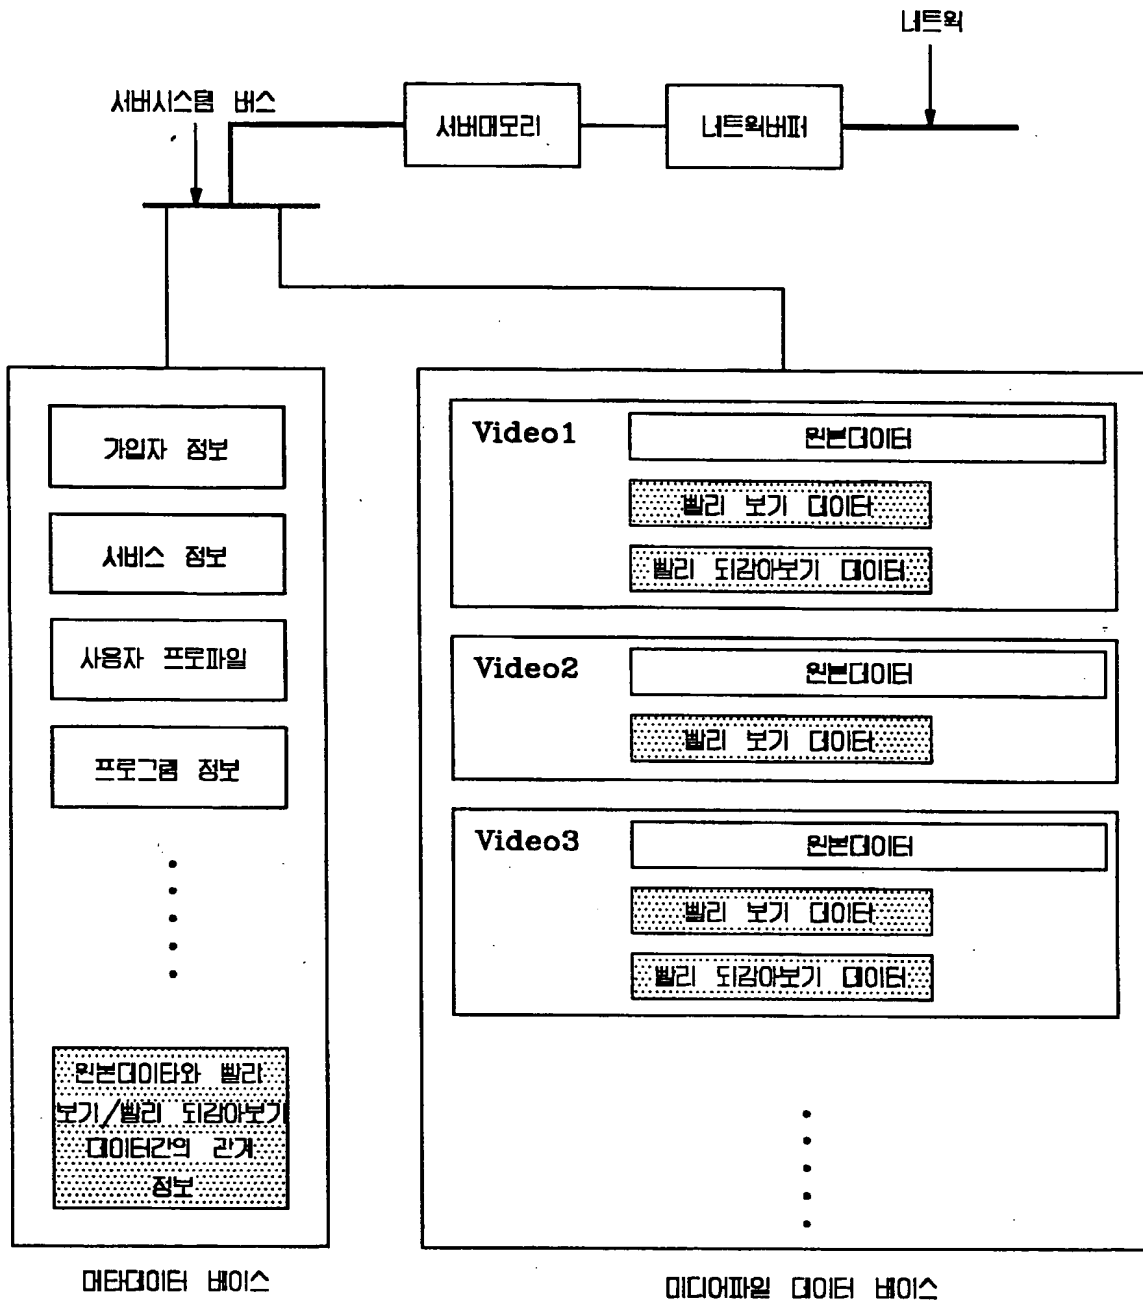 네트웍
서버시스템 버스
서버메모리
네트웍버퍼
가입자 정보
서비스 정보
사용자 프로파일
프로그램 정보
원본데이타와 빨리
보기/빨리 되감아보기
데이터간의 관계
정보
메타데이터 베이스
Video1
원본데이터
빨리 보기 데이터
빨리 되감아보기 데이터
Video2
원본데이터
빨리 보기 데이터
Video3
원본데이터
빨리 보기 데이터
빨리 되감아보기 데이터
미디어파일 데이터 베이스